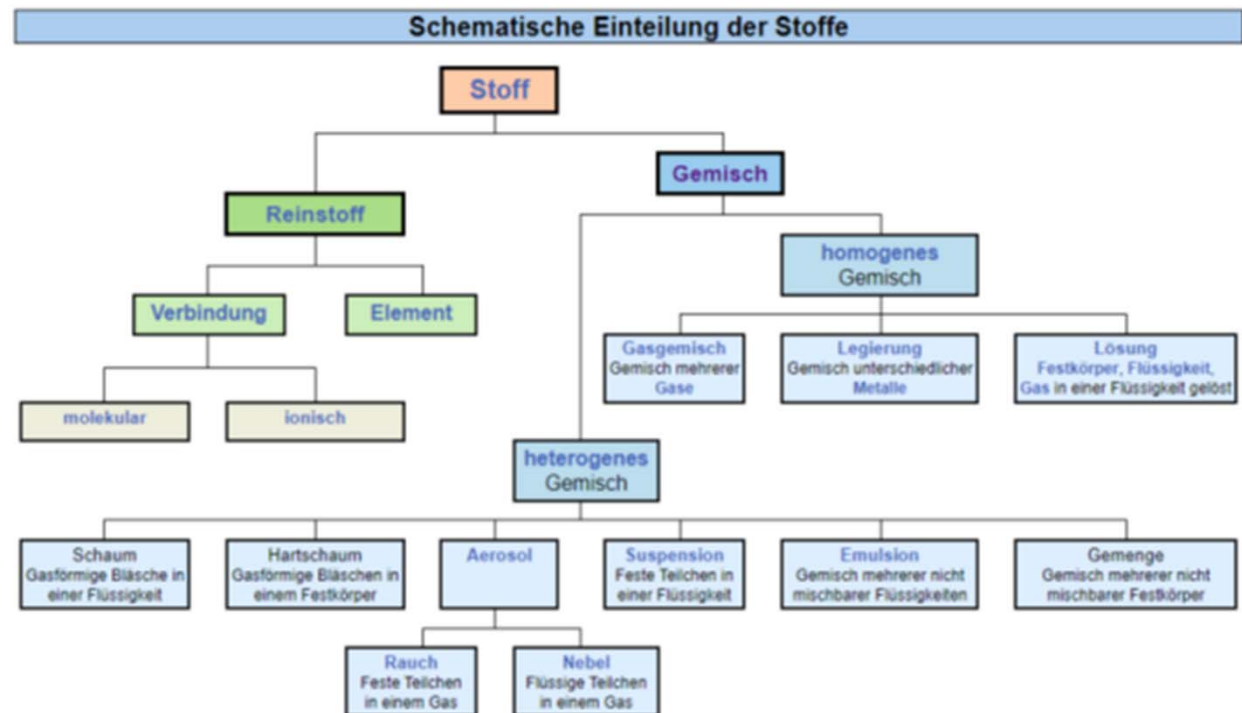 Schematische Einteilung der Stoffe
Stoff
Gemisch
Reinstoff
homogenes
Gemisch
Verbindung
Element
Gasgemisch
Gemisch mehrerer
Gase
Legierung
Gemisch unterschiedlicher
Metalle
Lösung
Festkörper, Flüssigkeit,
Gas in einer Flüssigkeit gelöst
molekular
ionisch
heterogenes
Gemisch
Schaum
Gasförmige Bläsche in
einer Flüssigkeit
Hartschaum
Gasförmige Bläschen in
einem Festkörper
Aerosol
Suspension
Feste Teilchen in
einer Flüssigkeit
Emulsion
Gemisch mehrerer nicht
mischbarer Flüssigkeiten
Gemenge
Gemisch mehrerer nicht
mischbarer Festkörper
Rauch
Feste Teilchen
in einem Gas
Nebel
Flüssige Teilchen
in einem Gas